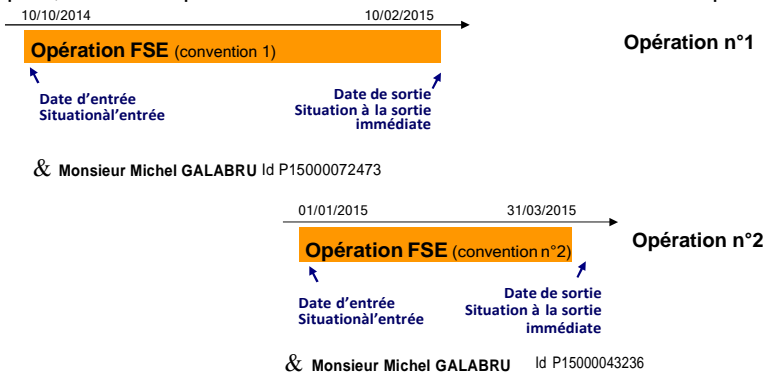 10/10/2014 10/02/2015
Opération FSE (convention 1) Opération n°1
Date d'entrée
Situationàl'entrée
Date de sortie
Situation à la sortie
immédiate
& Monsieur Michel GALABRU Id P15000072473
01/01/2015 31/03/2015
Opération FSE (convention n°2) Opération n°2
Date d'entrée
Situationàl'entrée
Date de sortie
Situation à la sortie
immédiate
& Monsieur Michel GALABRU Id P15000043236